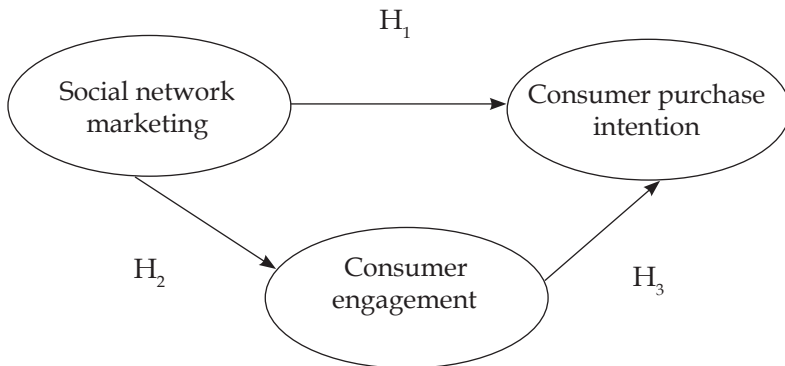 H₁
Social network
marketing
Consumer purchase
intention
H₂
Consumer
engagement
H₃